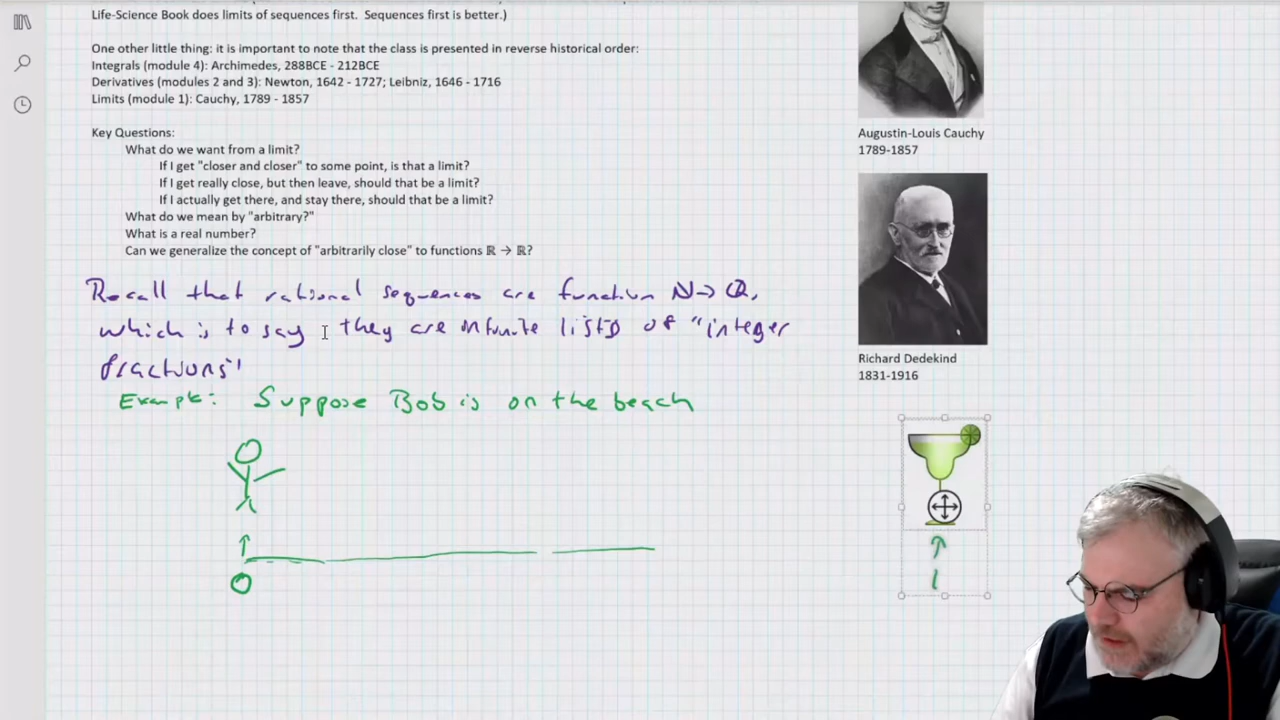 Life-Science Book does limits of sequences first.  Sequences first is better.)
One other little thing: it is important to note that the class is presented in reverse historical order:
Integrals (module 4): Archimedes, 288BCE - 212BCE
Derivatives (modules 2 and 3): Newton, 1642 - 1727; Leibniz, 1646 - 1716
Limits (module 1): Cauchy, 1789 - 1857
Key Questions:
What do we want from a limit?
If I get "closer and closer" to some point, is that a limit?
If I get really close, but then leave, should that be a limit?
If I actually get there, and stay there, should that be a limit?
What do we mean by "arbitrary?"
What is a real number?
Can we generalize the concept of "arbitrarily close" to functions ℝ → ℝ?
Recall that rational sequences are function ℕ→ℚ,
which is to say, they are infinite lists of "integer
fractions"
Example: Suppose Bob is on the beach
0
Augustin-Louis Cauchy
1789-1857
Richard Dedekind
1831-1916
1